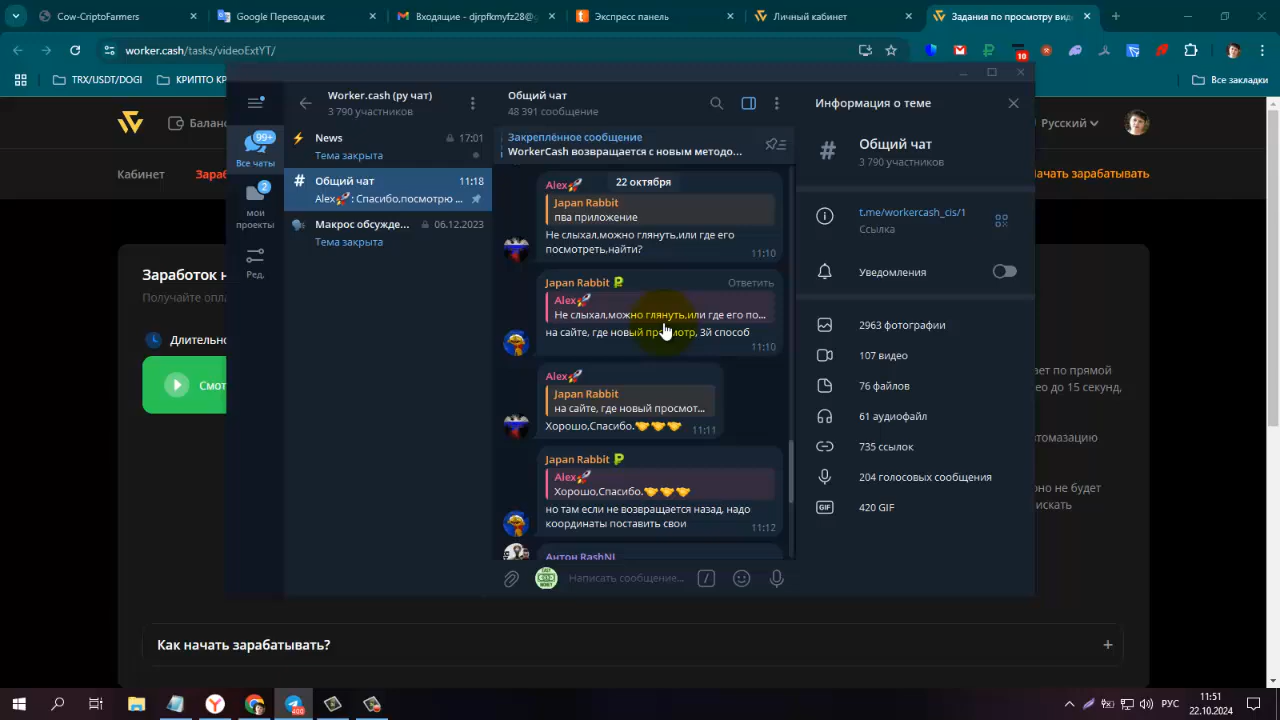 Cow-CriptoFarmers
Google Переводчик
Входящие - djrpfkmyfz28@
Экспресс панель
Личный кабинет
Задания по просмотру вид
worker.cash/tasks/videoExtYT/
10
TRX/USDT/DOGI
КРИПТО КР
Все закладки
Балан
Русский
Кабинет
Зараб
Начать зарабатывать
Заработок н
Получайте оплат
Длительно
Смот
ает по прямой
ео до 15 секунд,
втомазацию
оно не будет
искать
Как начать зарабатывать?
99+
Все чаты
2
мои
проекты
Ред.
Worker.cash (ру чат)
3 790 участников
News
17:01
Тема закрыта
Общий чат
11:18
Alex🚀: Спасибо,посмотрю ...
Макрос обсужде...
06.12.2023
Тема закрыта
Общий чат
48 391 сообщение
Закреплённое сообщение
WorkerCash возвращается с новым методо...
22 октября
Alex🚀
Japan Rabbit
пва приложение
Не слыхал,можно глянуть,или где его
посмотреть,найти?
11:10
Japan Rabbit
Ответить
Alex🚀
Не слыхал,можно глянуть,или где его по...
на сайте, где новый просмотр, 3й способ
11:10
Alex🚀
Japan Rabbit
на сайте, где новый просмот...
Хорошо,Спасибо.🤝🤝🤝
11:11
Japan Rabbit
Alex🚀
Хорошо,Спасибо.🤝🤝🤝
но там если не возвращается назад, надо
координаты поставить свои
11:12
Антон RashNL
Написать сообщение...
Информация о теме
Общий чат
3 790 участников
t.me/workercash_cis/1
Ссылка
Уведомления
2963 фотографии
107 видео
76 файлов
61 аудиофайл
735 ссылок
204 голосовых сообщения
GIF
420 GIF
400
РУС
11:51
22.10.2024